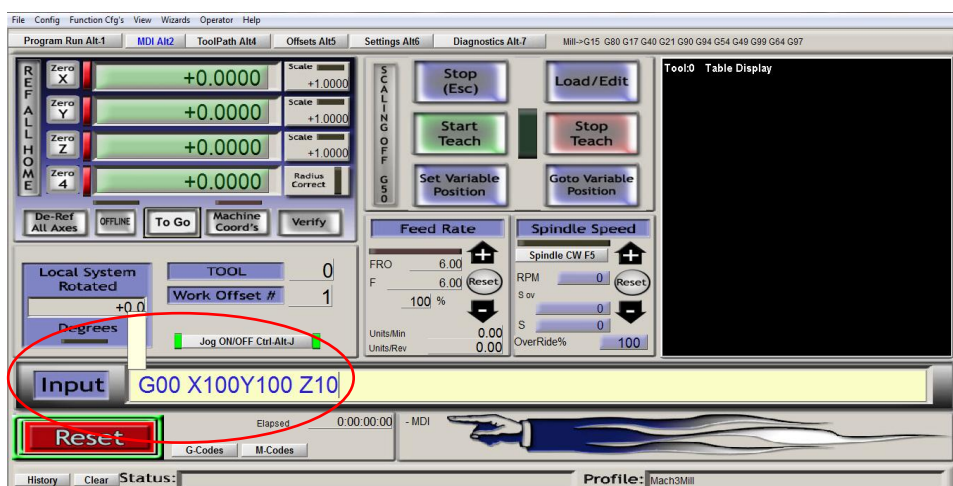 File Config Function Cfg's View Wizards Operator Help
Program Run Alt-1 MDI Alt2 ToolPath Alt4 Offsets Alt5 Settings Alt6 Diagnostics Alt-7 Mill->G15 G80 G17 G40 G21 G90 G94 G54 G49 G99 G64 G97
REF ALL HOME
Zero X +0.0000 Scale +1.0000
Zero Y +0.0000 Scale +1.0000
Zero Z +0.0000 Scale +1.0000
Zero 4 +0.0000 Radius Correct
De-Ref All Axes OFFLINE To Go Machine Coord's Verify
SCALING OFF G50
Stop (Esc) Load/Edit
Start Teach Stop Teach
Set Variable Position Goto Variable Position
Tool:0 Table Display
Local System Rotated
+0.0
Degrees
TOOL 0
Work Offset # 1
Jog ON/OFF Ctrl-Alt-J
Feed Rate
FRO 6.00
F 6.00 Reset
100 %
Units/Min 0.00
Units/Rev 0.00
Spindle Speed
Spindle CW F5
RPM 0 Reset
S ov
0
S 0
OverRide% 100
Input G00 X100Y100 Z10
Reset
Elapsed 0:00:00:00 - MDI
G-Codes M-Codes
History Clear Status: Profile: Mach3Mill